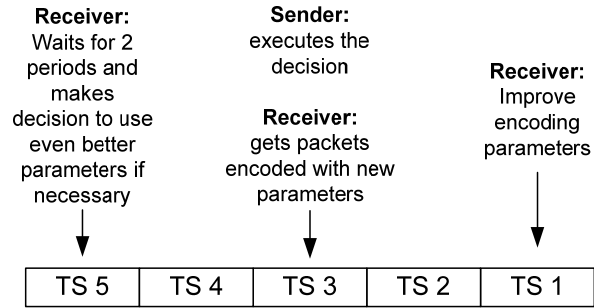 Receiver:
Waits for 2
periods and
makes
decision to use
even better
parameters if
necessary
Sender:
executes the
decision
Receiver:
gets packets
encoded with new
parameters
Receiver:
Improve
encoding
parameters
TS 5
TS 4
TS 3
TS 2
TS 1